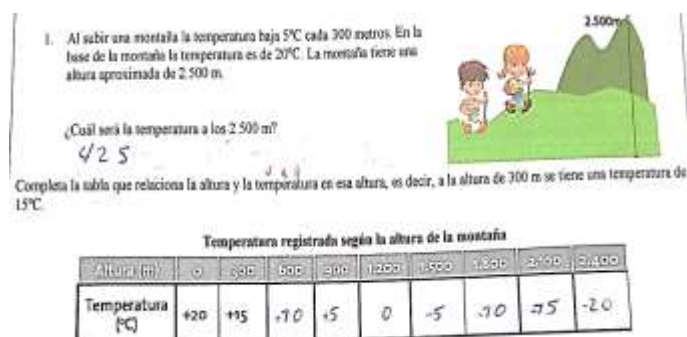 2.500m
1. Al subir una montaña la temperatura baja 5°C cada 300 metros. En la
base de la montaña la temperatura es de 20°C. La montaña tiene una
altura aproximada de 2 500 m.
¿Cuál será la temperatura a los 2 500 m?
425
Completa la tabla que relaciona la altura y la temperatura en esa altura, es decir, a la altura de 300 m se tiene una temperatura de
15°C.
Temperatura registrada según la altura de la montaña
Altura (m) 0 300 600 900 1.200 1.500 1.800 2.100 2.400
Temperatura (°C) +20 +15 +10 +5 0 -5 -10 -15 -20